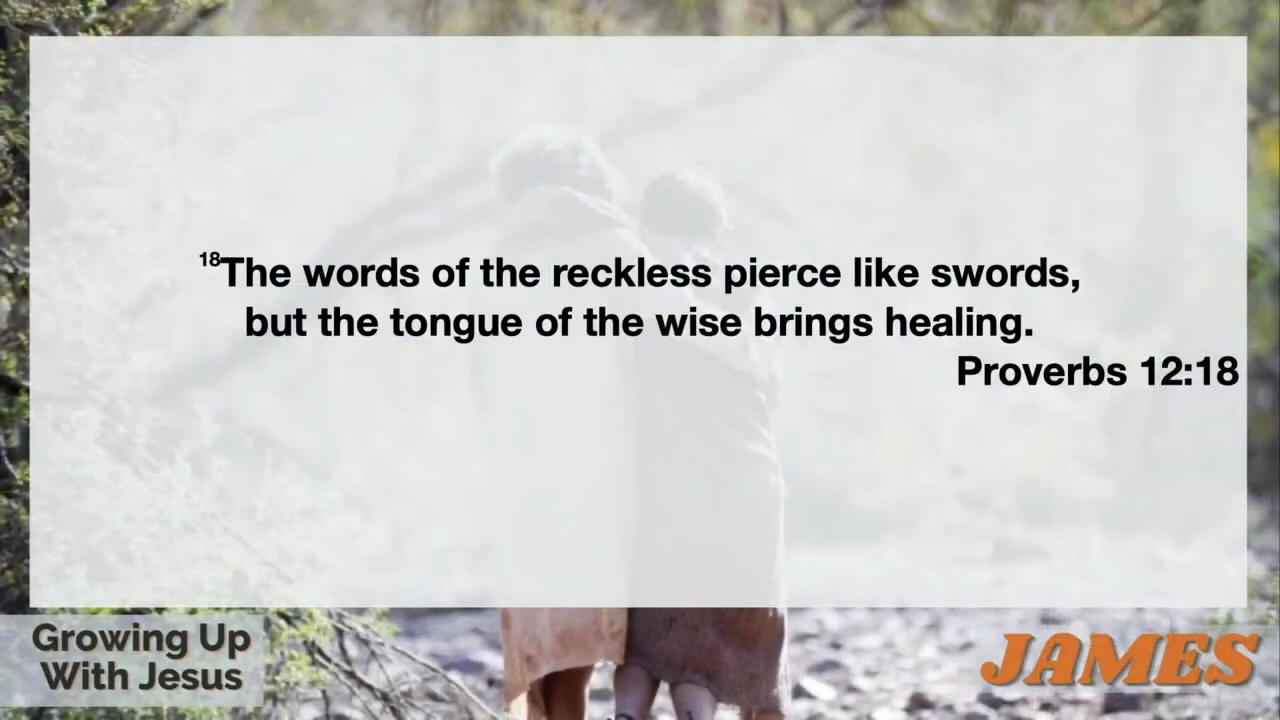 18The words of the reckless pierce like swords,
but the tongue of the wise brings healing.
Proverbs 12:18
Growing Up
With Jesus
JAMES